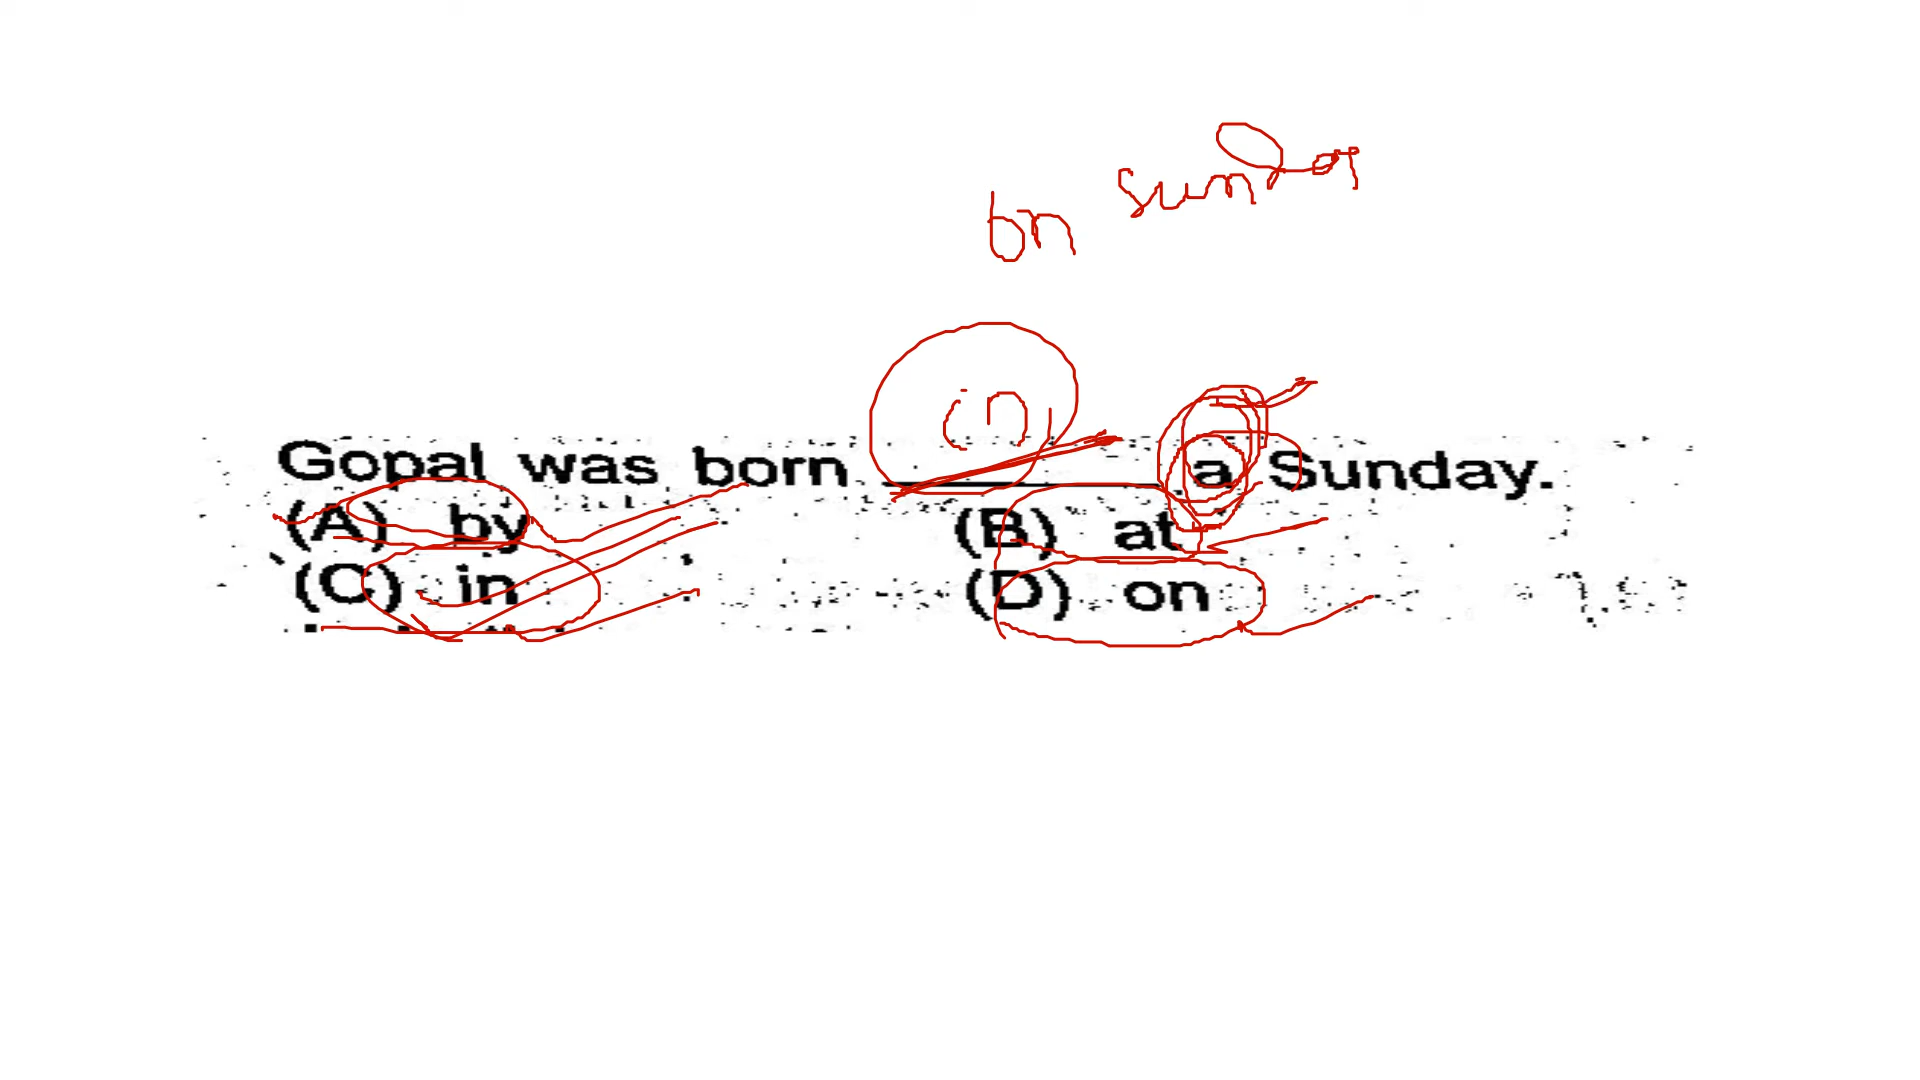 on sunday
in
Gopal was born ______ a Sunday.
(A) by (B) at
(C) in (D) on